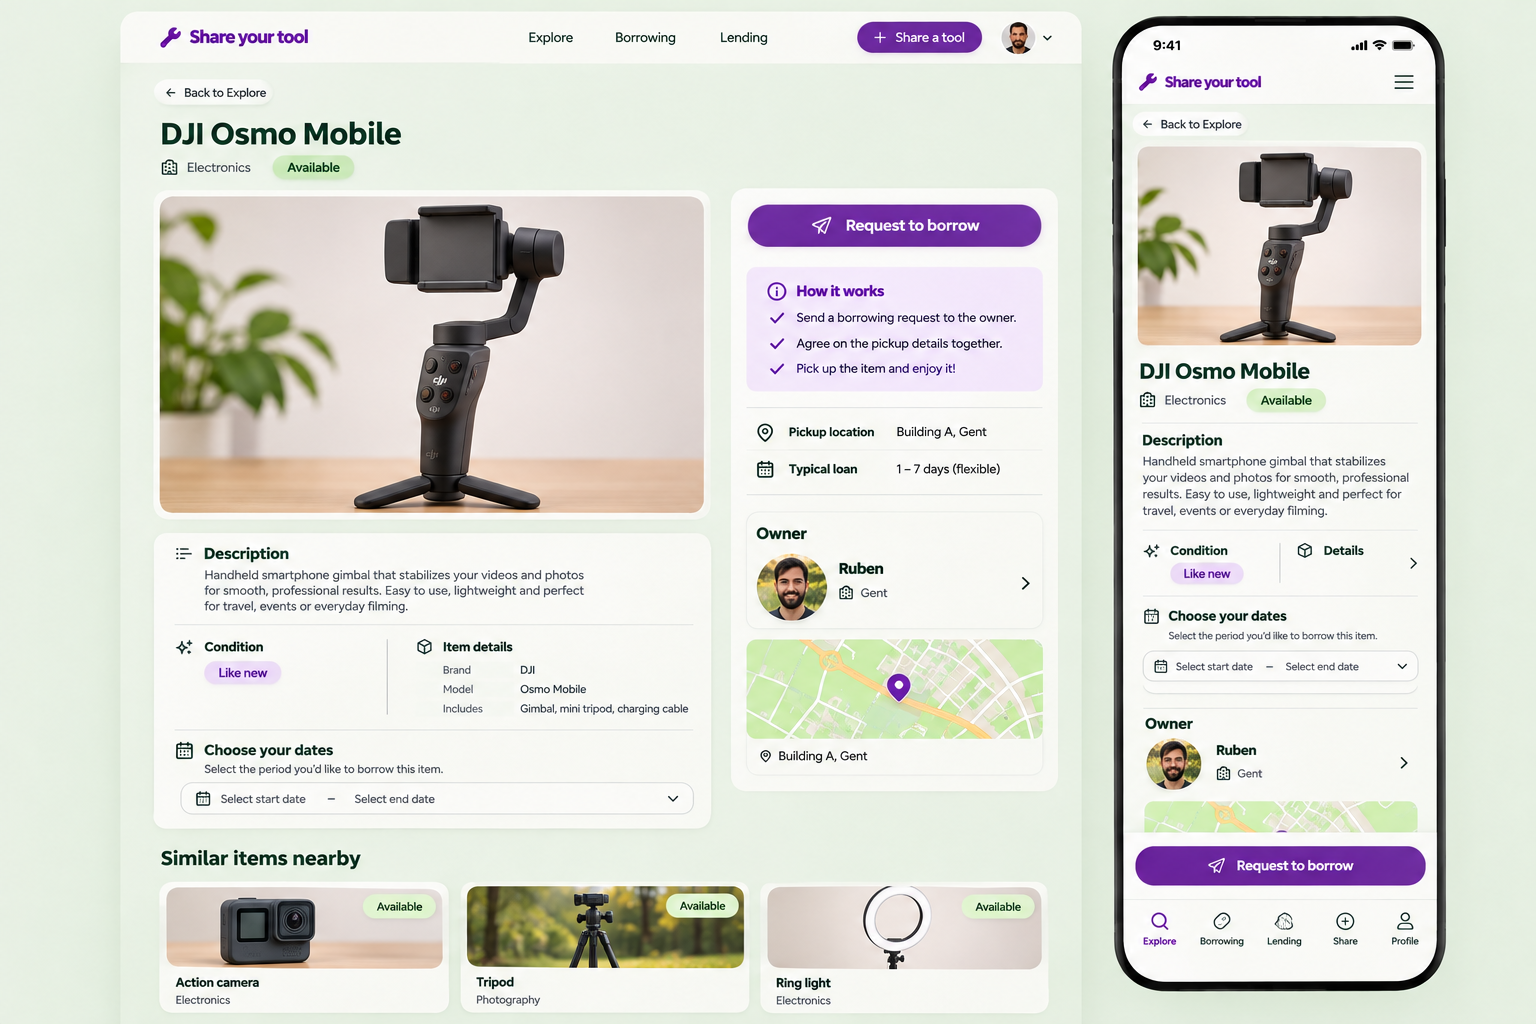 Share your tool
Explore
Borrowing
Lending
+ Share a tool
← Back to Explore
DJI Osmo Mobile
Electronics
Available
dji
dji
dji
Request to borrow
How it works
Send a borrowing request to the owner.
Agree on the pickup details together.
Pick up the item and enjoy it!
Pickup location Building A, Gent
Typical loan 1 – 7 days (flexible)
Owner
Ruben
Gent
Building A, Gent
Description
Handheld smartphone gimbal that stabilizes your videos and photos
for smooth, professional results. Easy to use, lightweight and perfect
for travel, events or everyday filming.
Condition
Like new
Item details
Brand DJI
Model Osmo Mobile
Includes Gimbal, mini tripod, charging cable
Choose your dates
Select the period you'd like to borrow this item.
Select start date – Select end date
Similar items nearby
Available
Action camera
Electronics
Available
Tripod
Photography
Available
Ring light
Electronics
9:41
Share your tool
← Back to Explore
dji
DJI Osmo Mobile
Electronics
Available
Description
Handheld smartphone gimbal that stabilizes
your videos and photos for smooth, professional
results. Easy to use, lightweight and perfect for
travel, events or everyday filming.
Condition
Like new
Details
Choose your dates
Select the period you'd like to borrow this item.
Select start date – Select end date
Owner
Ruben
Gent
Request to borrow
Explore
Borrowing
Lending
Share
Profile